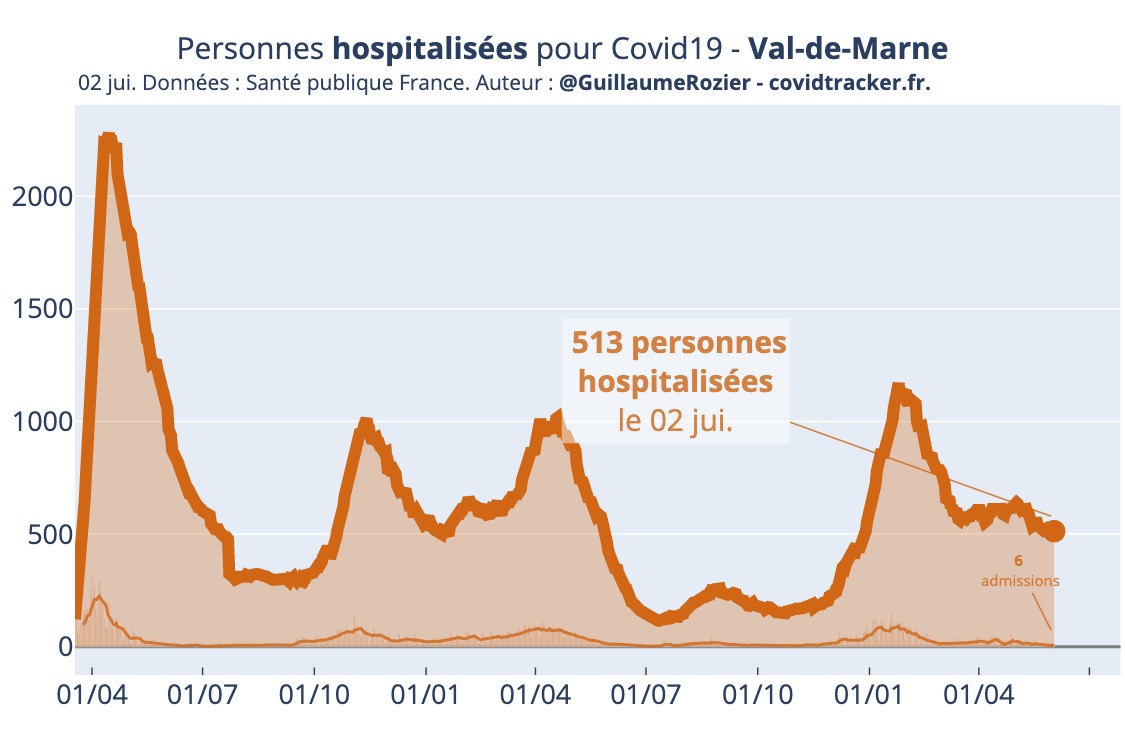 Personnes hospitalisées pour Covid19 - Val-de-Marne
02 jui. Données : Santé publique France. Auteur : @GuillaumeRozier - covidtracker.fr.
2000
1500
513 personnes
hospitalisées
le 02 jui.
1000
500
6
admissions
0
01/04 01/07 01/10 01/01 01/04 01/07 01/10 01/01 01/04